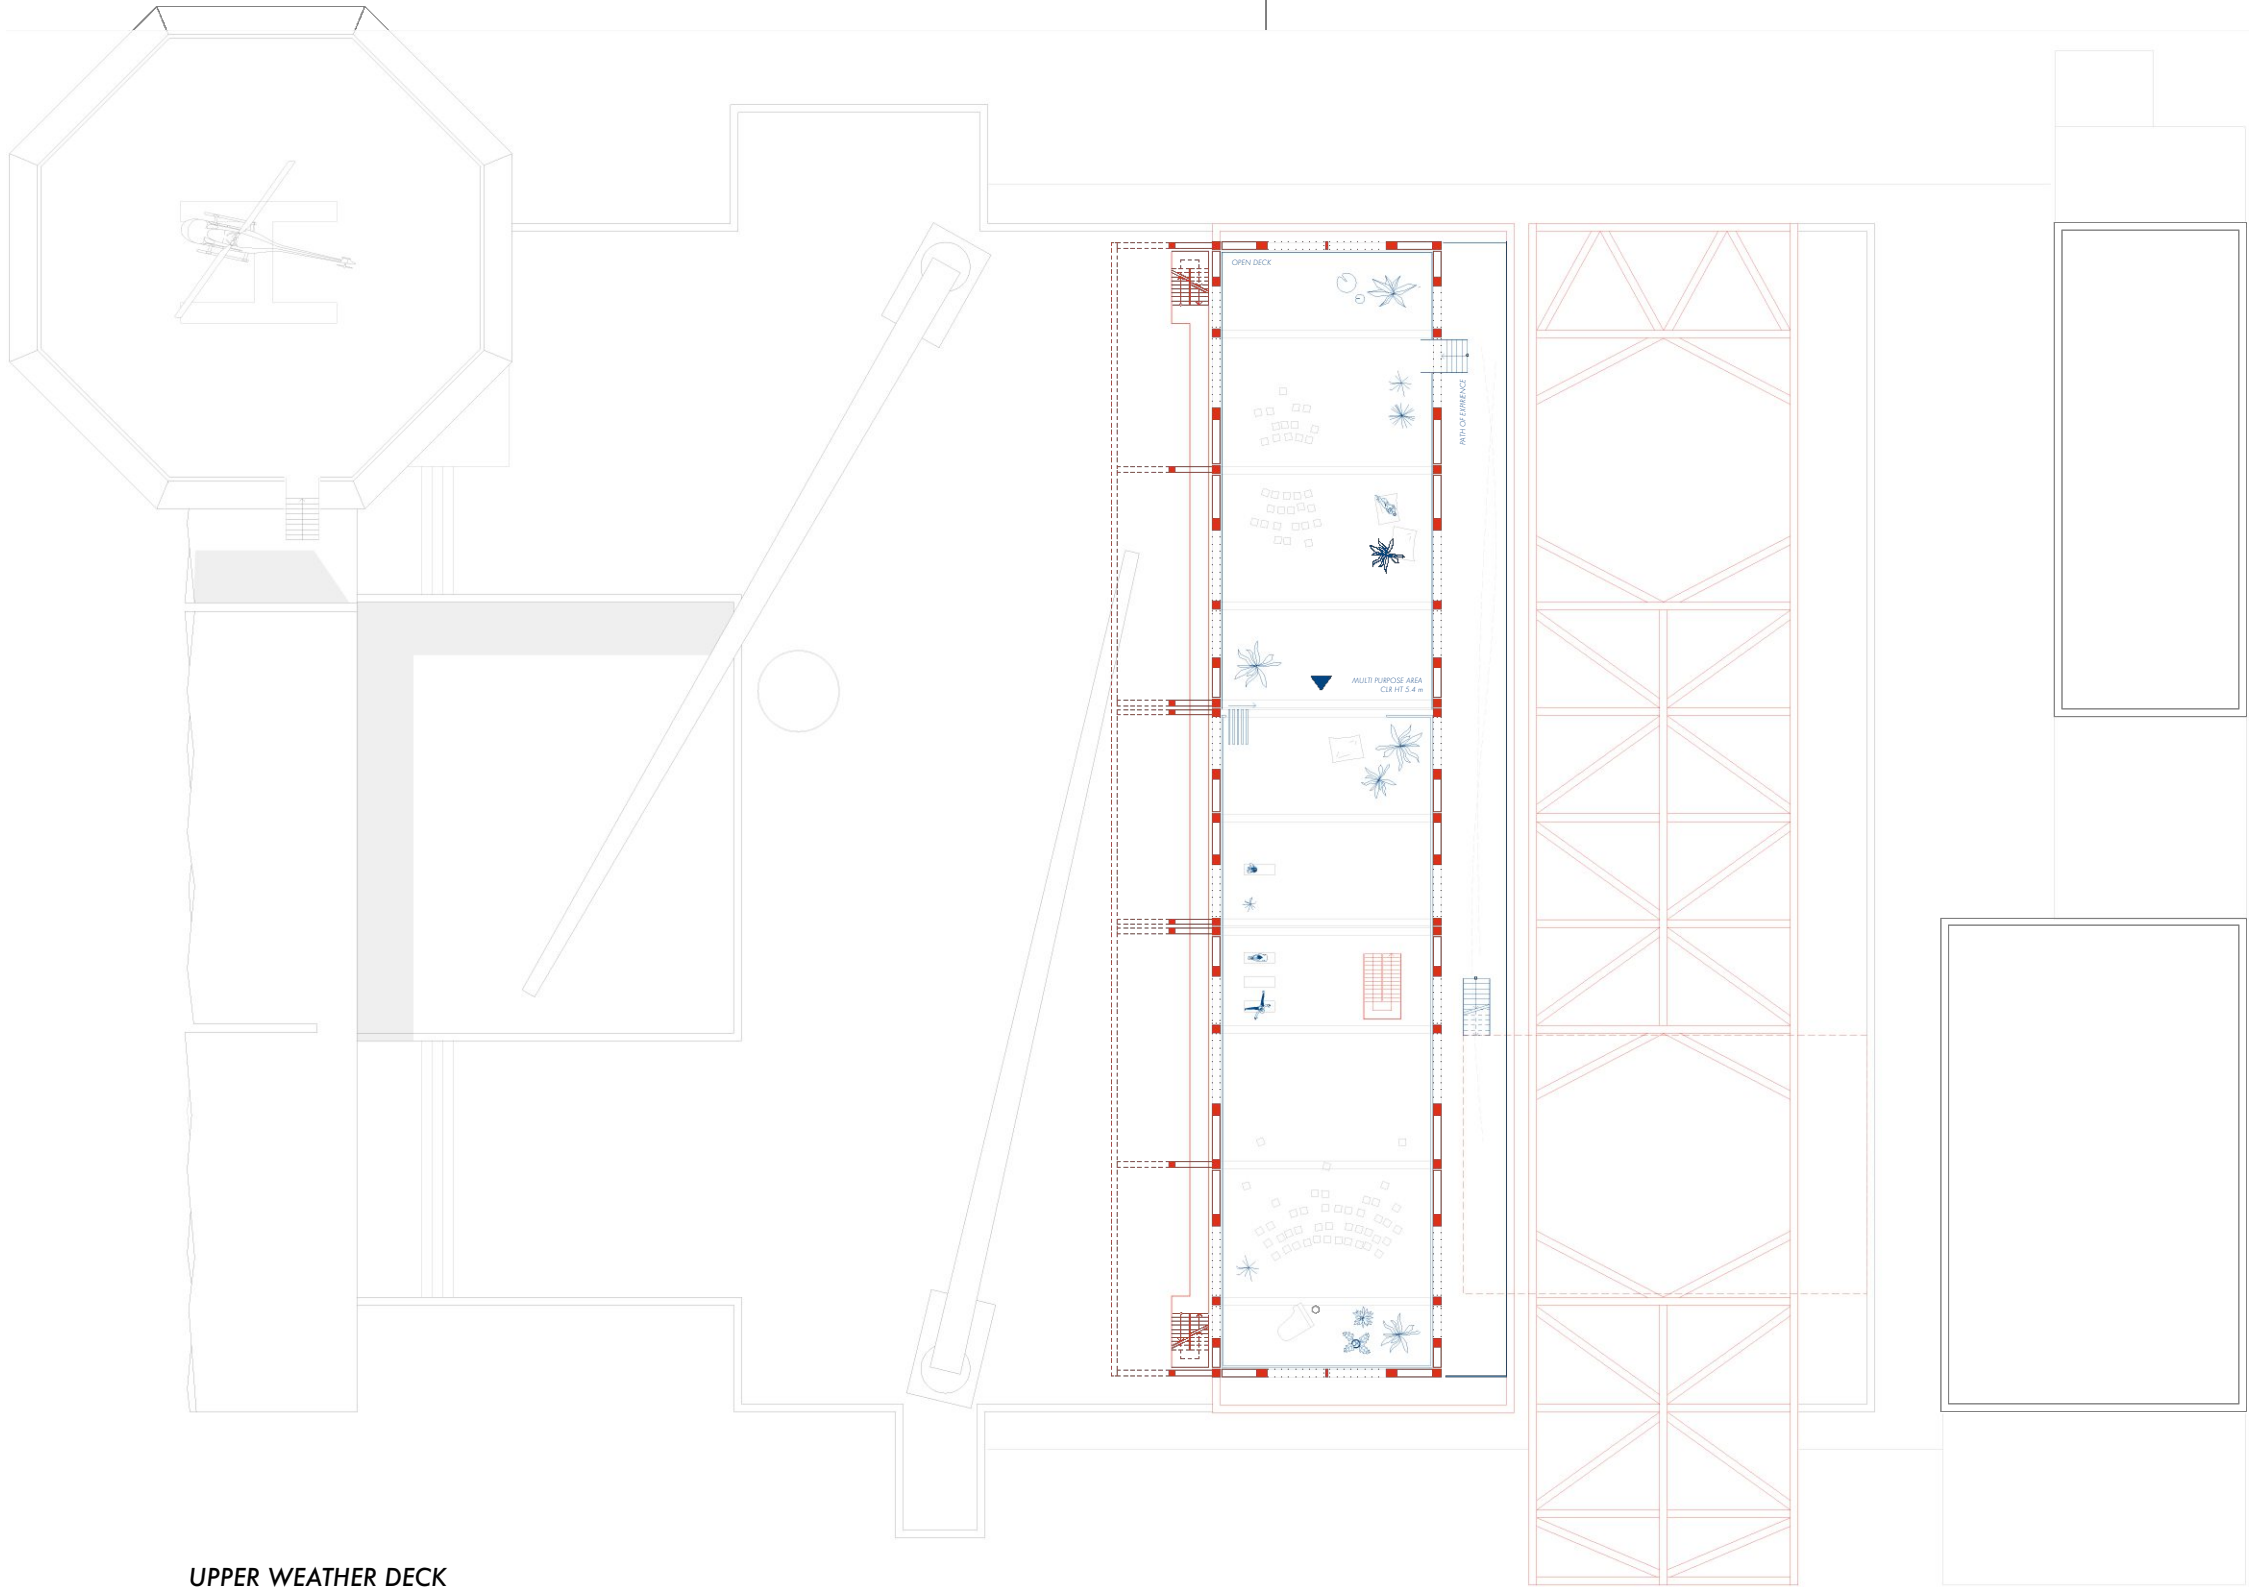 OPEN DECK
PATH OF EXPERIENCE
MULTI PURPOSE AREA
CLR HT 5.4 m
UPPER WEATHER DECK